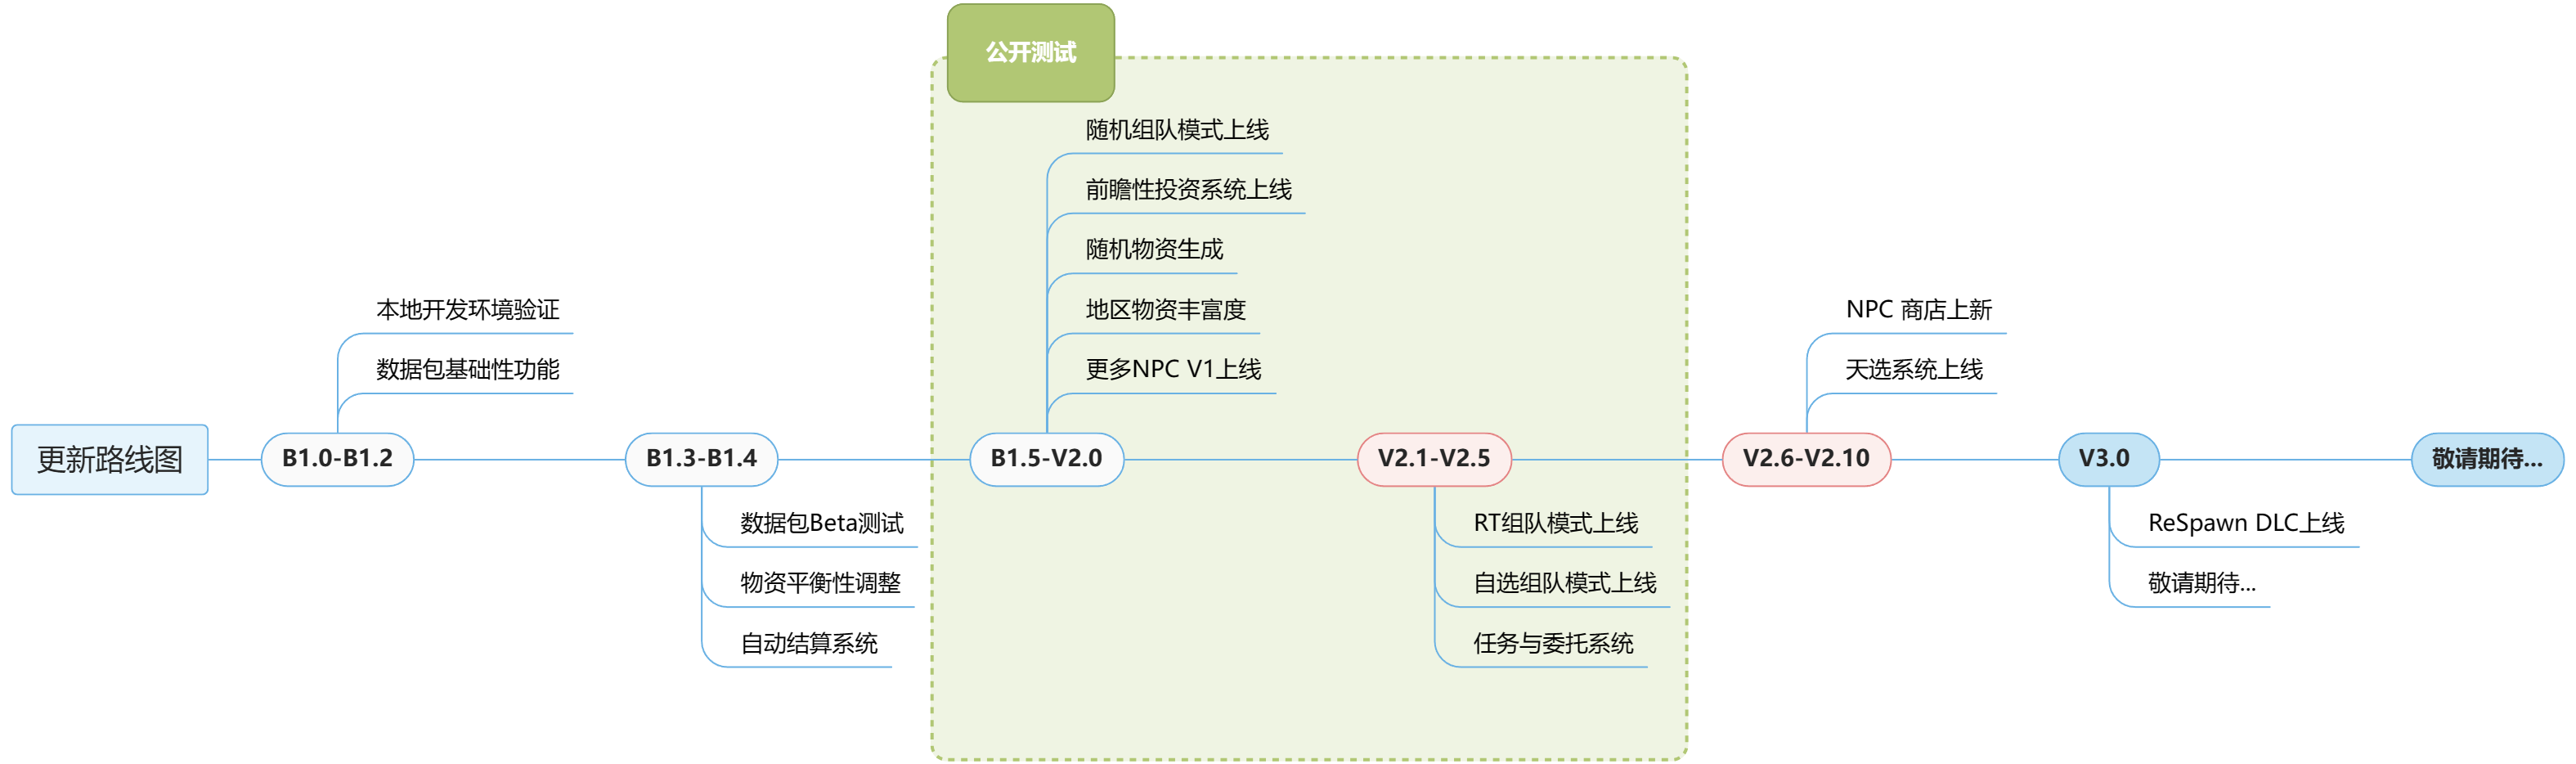 公开测试
随机组队模式上线
前瞻性投资系统上线
随机物资生成
地区物资丰富度
更多NPC V1上线
本地开发环境验证
数据包基础性功能
NPC 商店上新
天选系统上线
更新路线图
B1.0-B1.2
B1.3-B1.4
B1.5-V2.0
V2.1-V2.5
V2.6-V2.10
V3.0
敬请期待...
数据包Beta测试
物资平衡性调整
自动结算系统
RT组队模式上线
自选组队模式上线
任务与委托系统
ReSpawn DLC上线
敬请期待...